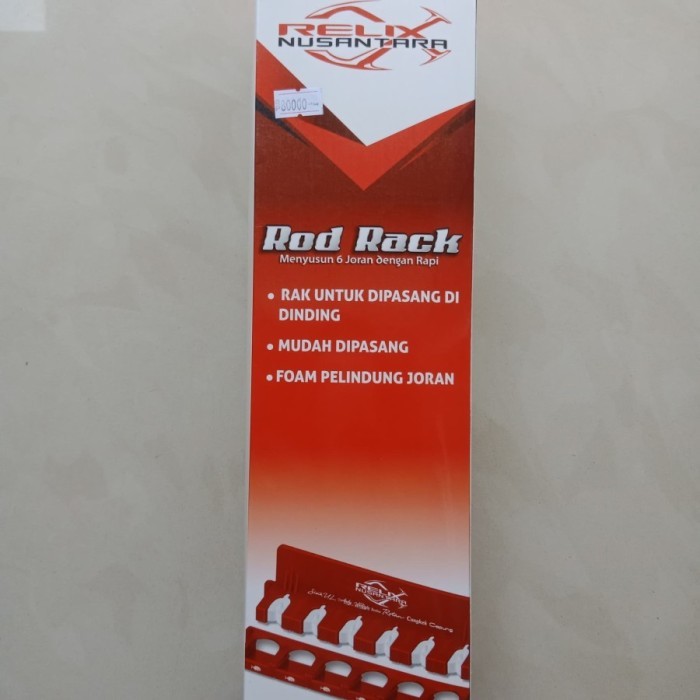 RELIX
NUSANTARA
Rod Rack
Menyusun 6 Joran dengan Rapi
• RAK UNTUK DIPASANG DI
DINDING
• MUDAH DIPASANG
• FOAM PELINDUNG JORAN
RELIX
NUSANTARA